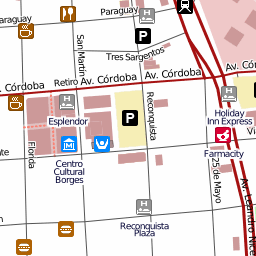 Paraguay
Paraguay
Tres Sargentos
San Martín
Av. Córdoba
Av. Córdoba
Av. Córdoba
Retiro
P
P
Reconquista
Esplendor
Holiday
Inn Express
Farmacity
Centro
Cultural
Borges
Florida
25 de Mayo
Reconquista
Plaza